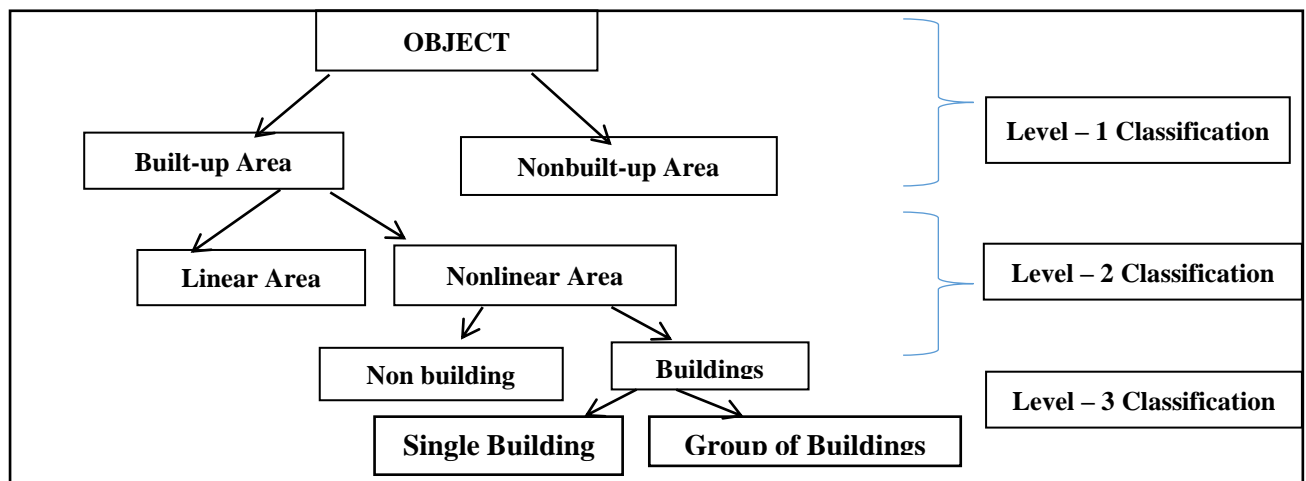 OBJECT
Level – 1 Classification
Built-up Area
Nonbuilt-up Area
Linear Area
Nonlinear Area
Level – 2 Classification
Non building
Buildings
Level – 3 Classification
Single Building
Group of Buildings